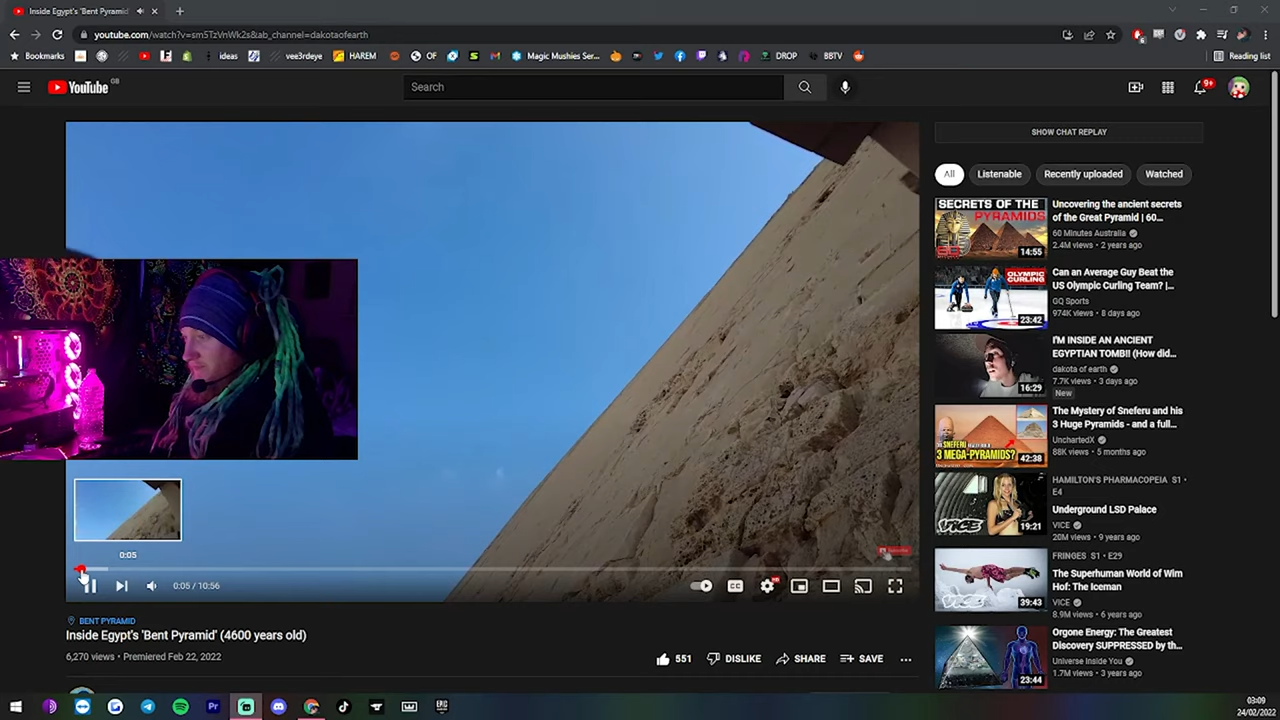 Inside Egypt's 'Bent Pyramid'
youtube.com/watch?v=sm5TzVnWk2s&ab_channel=dakotaofearth
Bookmarks
ideas
vee3rdeye
HAREM
OF
Magic Mushies Ser...
DROP
BBTV
Reading list
YouTube
GB
Search
9+
SHOW CHAT REPLAY
All
Listenable
Recently uploaded
Watched
SECRETS OF THE
PYRAMIDS
14:55
Uncovering the ancient secrets
of the Great Pyramid | 60...
60 Minutes Australia
2.4M views • 2 years ago
OLYMPIC
CURLING
23:42
Can an Average Guy Beat the
US Olympic Curling Team? |...
GQ Sports
974K views • 8 days ago
16:29
I'M INSIDE AN ANCIENT
EGYPTIAN TOMB!! (How did...
dakota of earth
7.7K views • 3 days ago
New
3 MEGA-PYRAMIDS?
42:38
The Mystery of Sneferu and his
3 Huge Pyramids - and a full...
UnchartedX
88K views • 5 months ago
VICE
19:21
HAMILTON'S PHARMACOPEIA S1 •
E4
Underground LSD Palace
VICE
20M views • 9 years ago
VICE
39:43
FRINGES S1 • E29
The Superhuman World of Wim
Hof: The Iceman
VICE
8.9M views • 6 years ago
23:44
Orgone Energy: The Greatest
Discovery SUPPRESSED by th...
Universe Inside You
1.7M views • 3 years ago
0:05
0:05 / 10:56
CC
HD
BENT PYRAMID
Inside Egypt's 'Bent Pyramid' (4600 years old)
6,270 views • Premiered Feb 22, 2022
551
DISLIKE
SHARE
SAVE
Pr
EPIC
03:09
24/02/2022